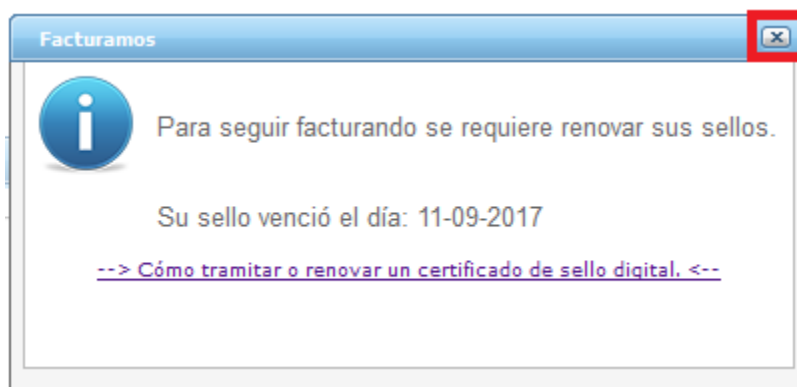 Facturamos
Para seguir facturando se requiere renovar sus sellos.
Su sello venció el día: 11-09-2017
--> Cómo tramitar o renovar un certificado de sello digital. <--